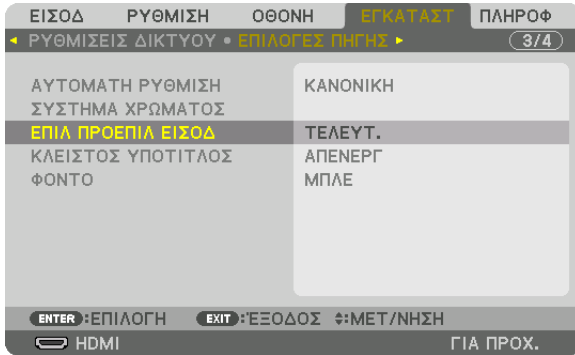 ΕΙΣΟΔ ΡΥΘΜΙΣΗ ΟΘΟΝΗ ΕΓΚΑΤΑΣΤ ΠΛΗΡΟΦ
ΡΥΘΜΙΣΕΙΣ ΔΙΚΤΥΟΥ • ΕΠΙΛΟΓΕΣ ΠΗΓΗΣ 3/4
ΑΥΤΟΜΑΤΗ ΡΥΘΜΙΣΗ ΚΑΝΟΝΙΚΗ
ΣΥΣΤΗΜΑ ΧΡΩΜΑΤΟΣ
ΕΠΙΛ ΠΡΟΕΠΙΛ ΕΙΣΟΔ ΤΕΛΕΥΤ.
ΚΛΕΙΣΤΟΣ ΥΠΟΤΙΤΛΟΣ ΑΠΕΝΕΡΓ
ΦΟΝΤΟ ΜΠΛΕ
ENTER :ΕΠΙΛΟΓΗ EXIT :ΈΞΟΔΟΣ :ΜΕΤ/ΝΗΣΗ
HDMI ΓΙΑ ΠΡΟΧ.